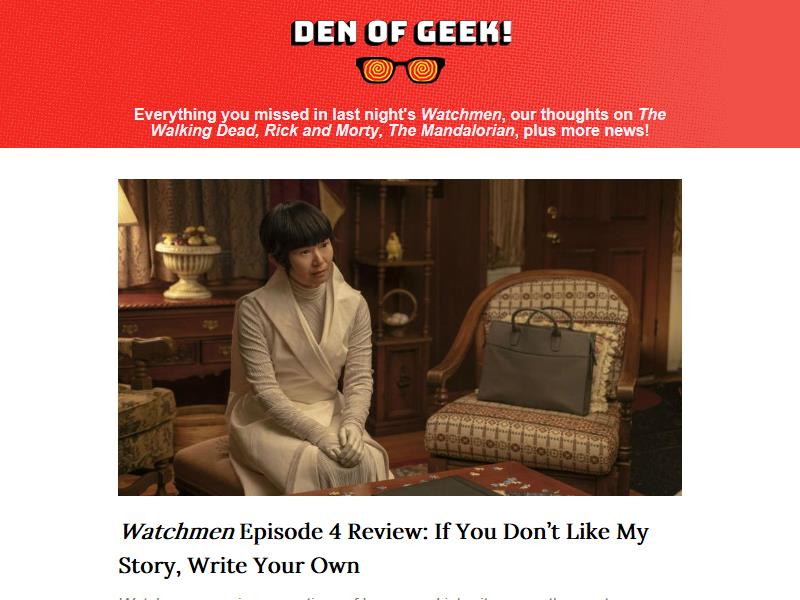 DEN OF GEEK!
Everything you missed in last night's Watchmen, our thoughts on The
Walking Dead, Rick and Morty, The Mandalorian, plus more news!
Watchmen Episode 4 Review: If You Don’t Like My
Story, Write Your Own